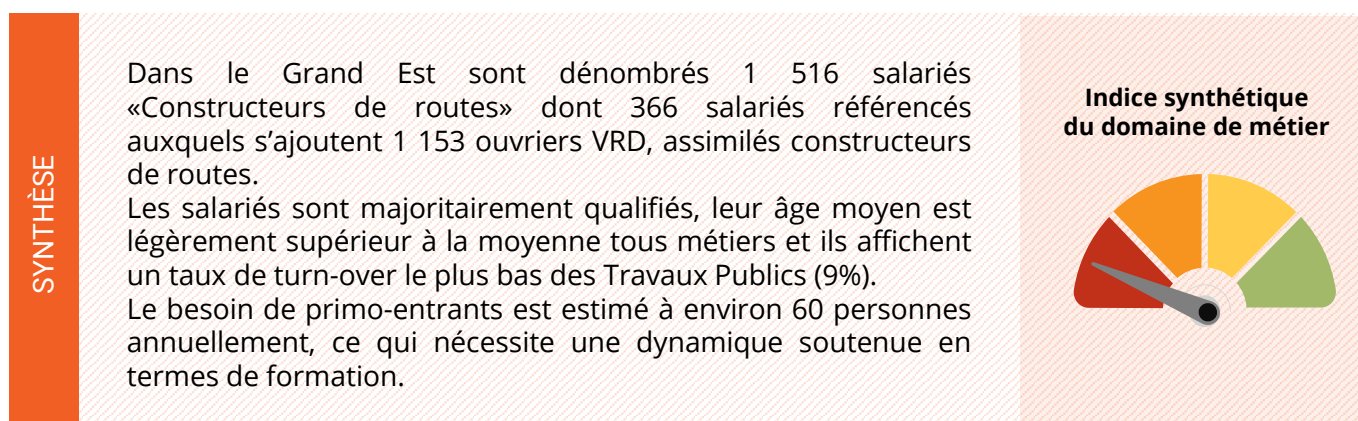 SYNTHÈSE
Dans le Grand Est sont dénombrés 1 516 salariés
«Constructeurs de routes» dont 366 salariés référencés
auxquels s’ajoutent 1 153 ouvriers VRD, assimilés constructeurs
de routes.
Les salariés sont majoritairement qualifiés, leur âge moyen est
légèrement supérieur à la moyenne tous métiers et ils affichent
un taux de turn-over le plus bas des Travaux Publics (9%).
Le besoin de primo-entrants est estimé à environ 60 personnes
annuellement, ce qui nécessite une dynamique soutenue en
termes de formation.
Indice synthétique
du domaine de métier